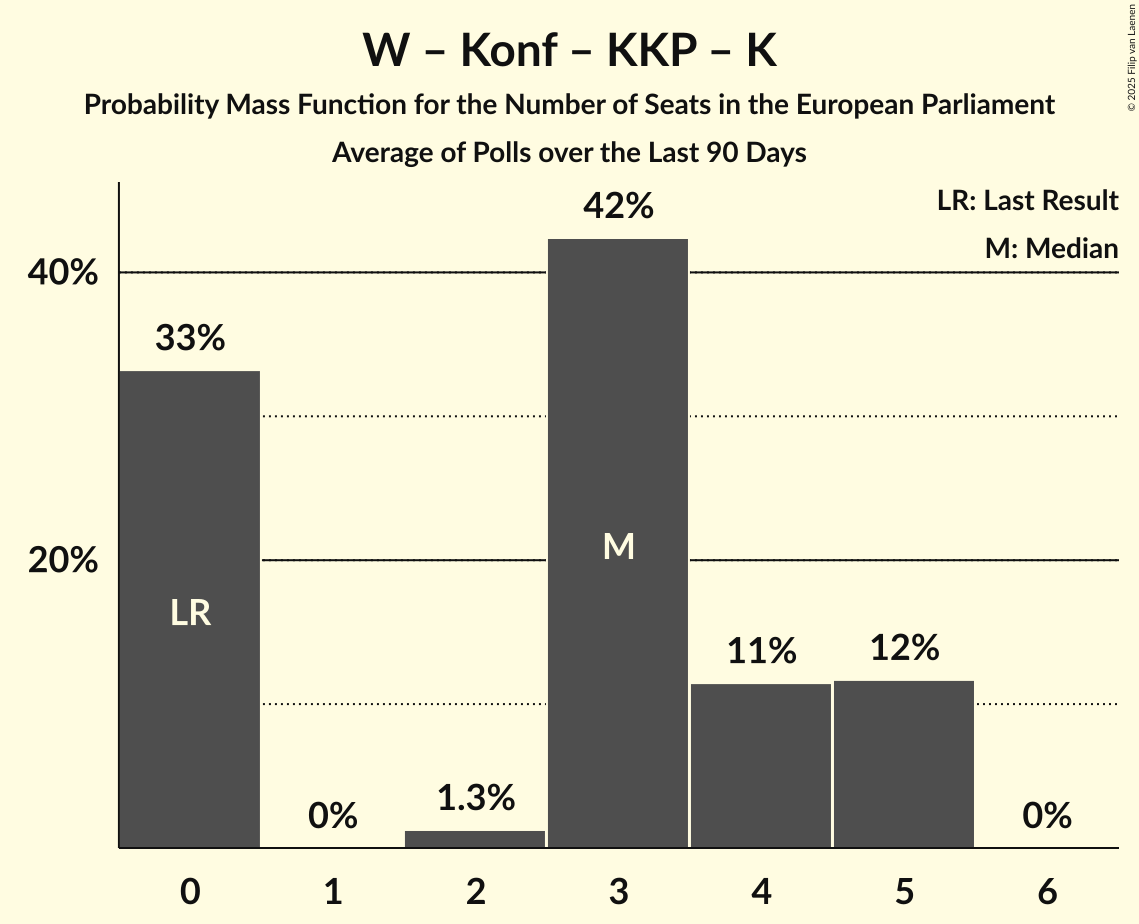 W – Konf – KKP – K
Probability Mass Function for the Number of Seats in the European Parliament
Average of Polls over the Last 90 Days
© 2025 Filip van Laenen
LR: Last Result
M: Median
42%
40%
33%
M
20%
LR
11%
12%
1.3%
0%
0%
0 1 2 3 4 5 6